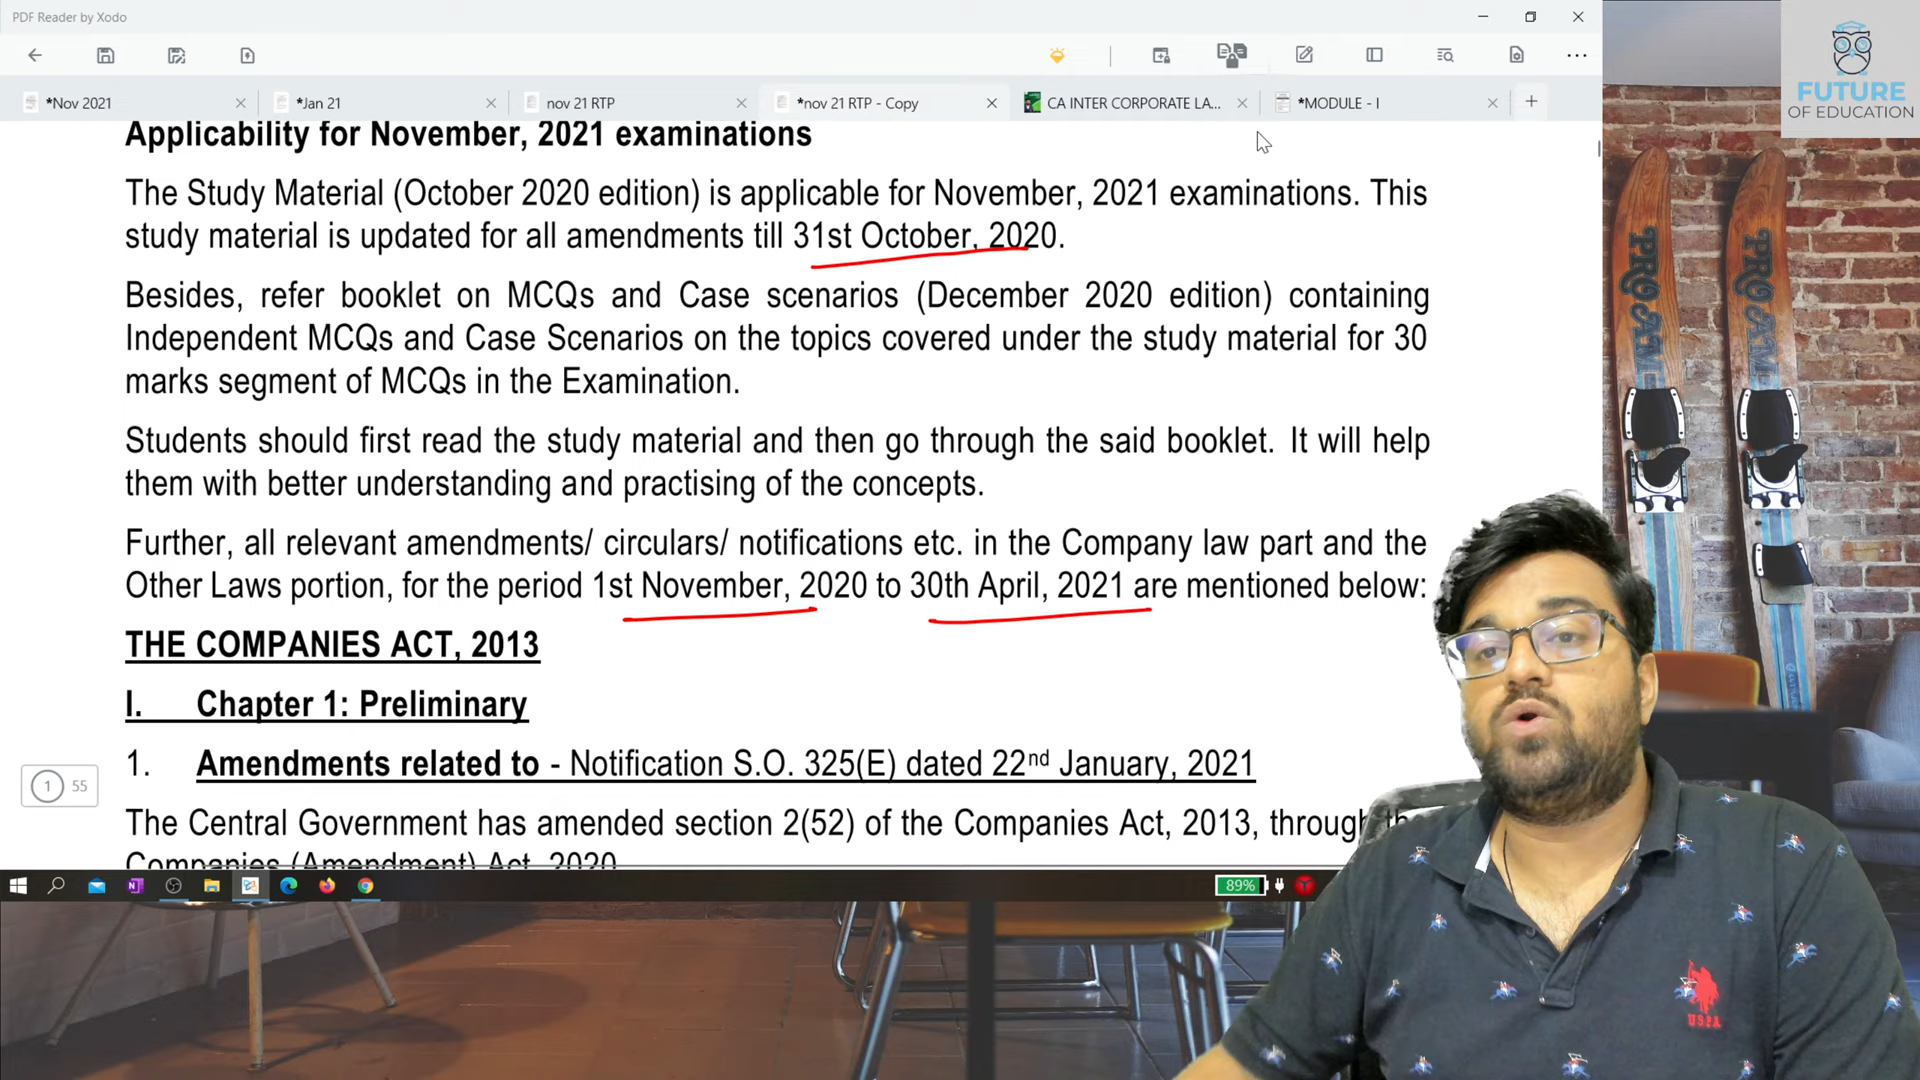 PDF Reader by Xodo
FUTURE
OF EDUCATION
*Nov 2021
*Jan 21
nov 21 RTP
*nov 21 RTP - Copy
CA INTER CORPORATE LA...
*MODULE - I
Applicability for November, 2021 examinations
The Study Material (October 2020 edition) is applicable for November, 2021 examinations. This
study material is updated for all amendments till 31st October, 2020.
Besides, refer booklet on MCQs and Case scenarios (December 2020 edition) containing
Independent MCQs and Case Scenarios on the topics covered under the study material for 30
marks segment of MCQs in the Examination.
Students should first read the study material and then go through the said booklet. It will help
them with better understanding and practising of the concepts.
Further, all relevant amendments/ circulars/ notifications etc. in the Company law part and the
Other Laws portion, for the period 1st November, 2020 to 30th April, 2021 are mentioned below:
THE COMPANIES ACT, 2013
I. Chapter 1: Preliminary
1. Amendments related to - Notification S.O. 325(E) dated 22nd January, 2021
The Central Government has amended section 2(52) of the Companies Act, 2013, through
Companies (Amendment) Act, 2020
1 55
89%
PRO AM
PRO AM
U.S.P.A